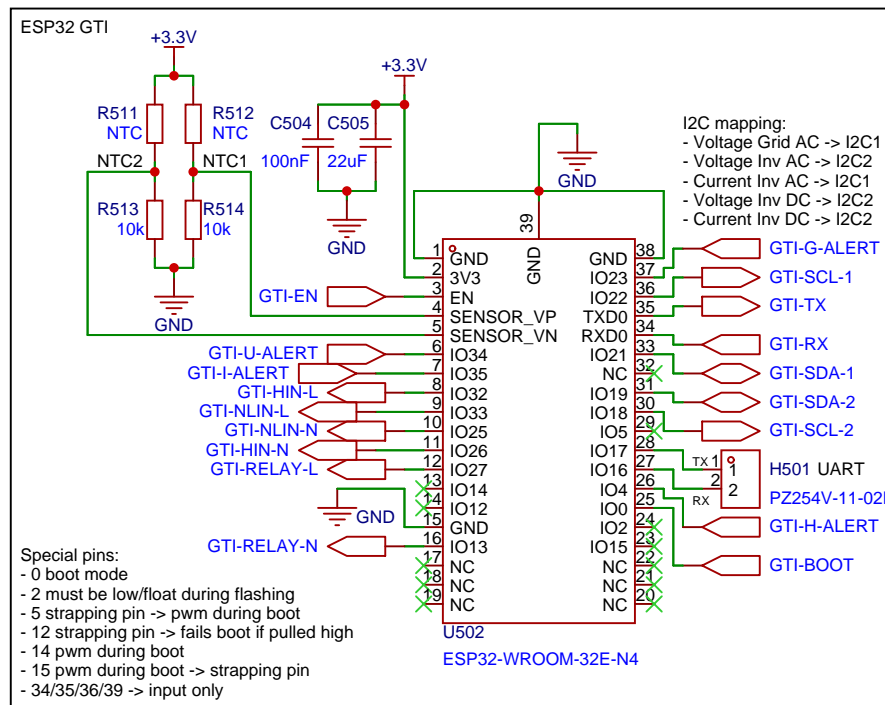 ESP32 GTI
+3.3V
R511
NTC
R512
NTC
NTC2
NTC1
R513
10k
R514
10k
GND
+3.3V
C504
100nF
C505
22uF
GND
GND
I2C mapping:
- Voltage Grid AC -> I2C1
- Voltage Inv AC -> I2C2
- Current Inv AC -> I2C1
- Voltage Inv DC -> I2C2
- Current Inv DC -> I2C2
39
GND
1 GND
2 3V3
GTI-EN 3 EN
4 SENSOR_VP
5 SENSOR_VN
GTI-U-ALERT 6 IO34
GTI-I-ALERT 7 IO35
GTI-HIN-L 8 IO32
GTI-NLIN-L 9 IO33
GTI-NLIN-N 10 IO25
GTI-HIN-N 11 IO26
GTI-RELAY-L 12 IO27
13 IO14
14 IO12
GND 15 GND
GTI-RELAY-N 16 IO13
17 NC
18 NC
19 NC
GND 38
IO23 37 GTI-G-ALERT
IO22 36 GTI-SCL-1
TXD0 35 GTI-TX
RXD0 34 GTI-RX
IO21 33 GTI-SDA-1
NC 32
IO19 31 GTI-SDA-2
IO18 30 GTI-SCL-2
IO5 29
IO17 28
IO16 27
IO4 26 GTI-H-ALERT
IO0 25 GTI-BOOT
IO2 24
IO15 23
NC 22
NC 21
NC 20
TX 1 1
RX 2 2
H501 UART
U502
ESP32-WROOM-32E-N4
Special pins:
- 0 boot mode
- 2 must be low/float during flashing
- 5 strapping pin -> pwm during boot
- 12 strapping pin -> fails boot if pulled high
- 14 pwm during boot
- 15 pwm during boot -> strapping pin
- 34/35/36/39 -> input only